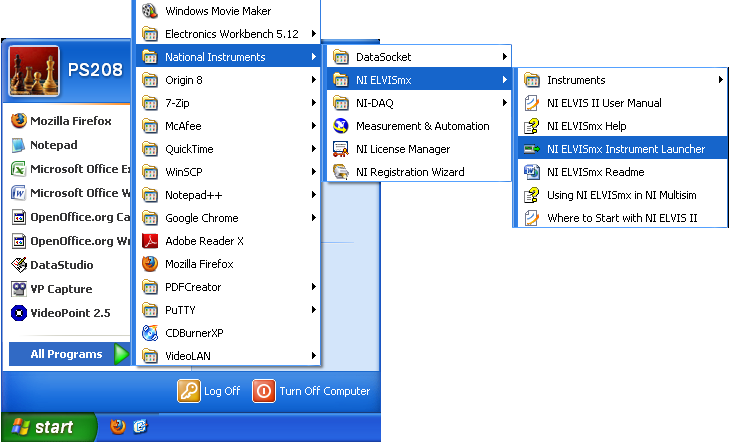 PS208
Mozilla Firefox
Notepad
Microsoft Office Ex
Microsoft Office W
OpenOffice.org Ca
OpenOffice.org Wr
DataStudio
VP Capture
VideoPoint 2.5
All Programs
Windows Movie Maker
Electronics Workbench 5.12
National Instruments
Origin 8
7-Zip
McAfee
QuickTime
WinSCP
Notepad++
Google Chrome
Adobe Reader X
Mozilla Firefox
PDFCreator
PuTTY
CDBurnerXP
VideoLAN
DataSocket
NI ELVISmx
NI-DAQ
Measurement & Automation
NI License Manager
NI Registration Wizard
Instruments
NI ELVIS II User Manual
NI ELVISmx Help
NI ELVISmx Instrument Launcher
NI ELVISmx Readme
Using NI ELVISmx in NI Multisim
Where to Start with NI ELVIS II
Log Off
Turn Off Computer
start